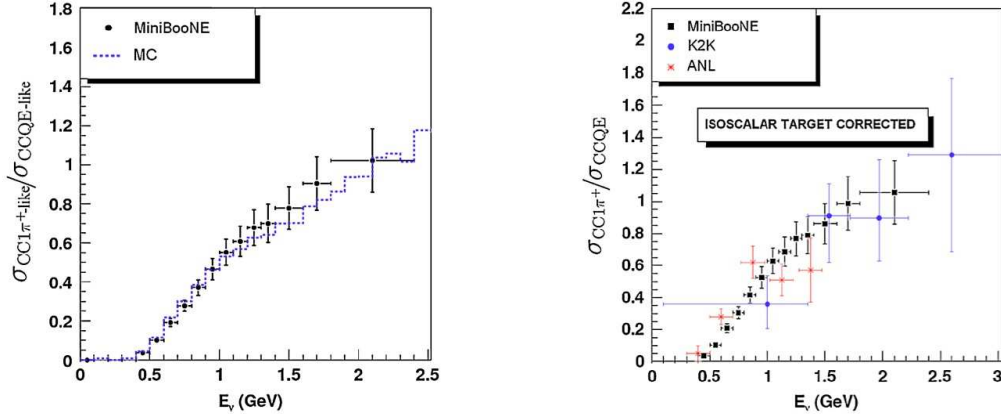 1.8
1.6
1.4
1.2
1
0.8
0.6
0.4
0.2
0
MiniBooNE
MC
σCC1π+-like/σCCQE-like
0 0.5 1 1.5 2 2.5
Eν (GeV)
2.2
2
1.8
1.6
1.4
1.2
1
0.8
0.6
0.4
0.2
0
MiniBooNE
K2K
ANL
ISOSCALAR TARGET CORRECTED
σCC1π+/σCCQE
0 0.5 1 1.5 2 2.5 3
Eν (GeV)